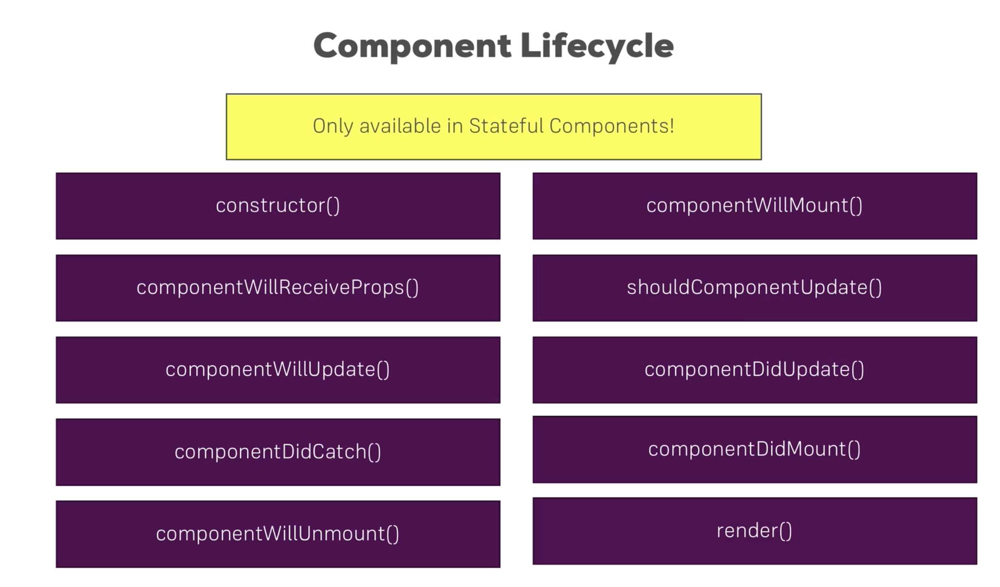 Component Lifecycle
Only available in Stateful Components!
constructor()
componentWillMount()
componentWillReceiveProps()
shouldComponentUpdate()
componentWillUpdate()
componentDidUpdate()
componentDidCatch()
componentDidMount()
componentWillUnmount()
render()